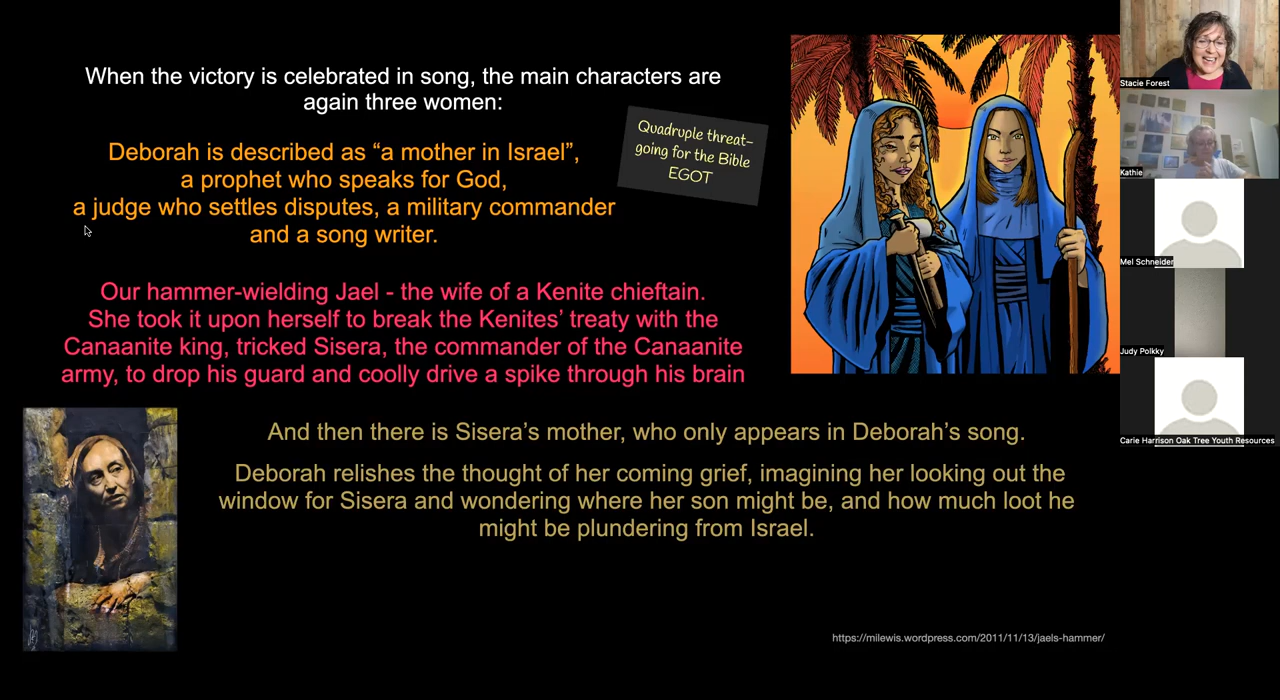 When the victory is celebrated in song, the main characters are
again three women:
Deborah is described as “a mother in Israel”,
a prophet who speaks for God,
a judge who settles disputes, a military commander
and a song writer.
Quadruple threat–
going for the Bible
EGOT
Our hammer-wielding Jael - the wife of a Kenite chieftain.
She took it upon herself to break the Kenites’ treaty with the
Canaanite king, tricked Sisera, the commander of the Canaanite
army, to drop his guard and coolly drive a spike through his brain
And then there is Sisera’s mother, who only appears in Deborah’s song.
Deborah relishes the thought of her coming grief, imagining her looking out the
window for Sisera and wondering where her son might be, and how much loot he
might be plundering from Israel.
https://milewis.wordpress.com/2011/11/13/jaels-hammer/
Stacie Forest
Kathie
Mel Schneider
Judy Polkky
Carie Harrison Oak Tree Youth Resources